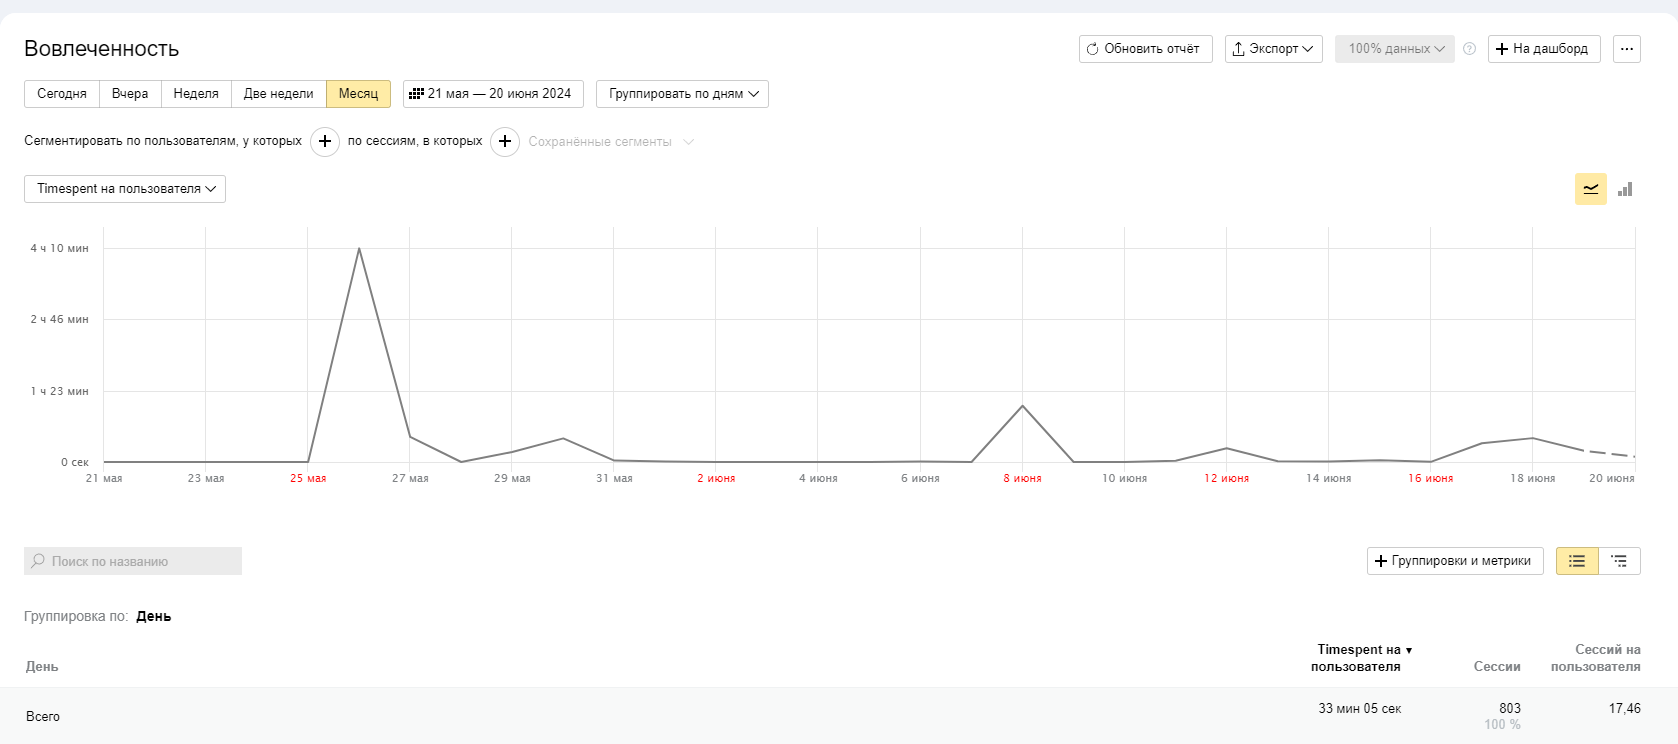 Вовлеченность
Обновить отчёт
Экспорт
100% данных
?
На дашборд
Сегодня
Вчера
Неделя
Две недели
Месяц
21 мая — 20 июня 2024
Группировать по дням
Сегментировать по пользователям, у которых + по сессиям, в которых + Сохранённые сегменты
Timespent на пользователя
4 ч 10 мин
2 ч 46 мин
1 ч 23 мин
0 сек
21 мая 23 мая 25 мая 27 мая 29 мая 31 мая 2 июня 4 июня 6 июня 8 июня 10 июня 12 июня 14 июня 16 июня 18 июня 20 июня
Поиск по названию
Группировки и метрики
Группировка по: День
День
Timespent на
пользователя
Сессии
Сессий на
пользователя
Всего
33 мин 05 сек
803
100 %
17,46